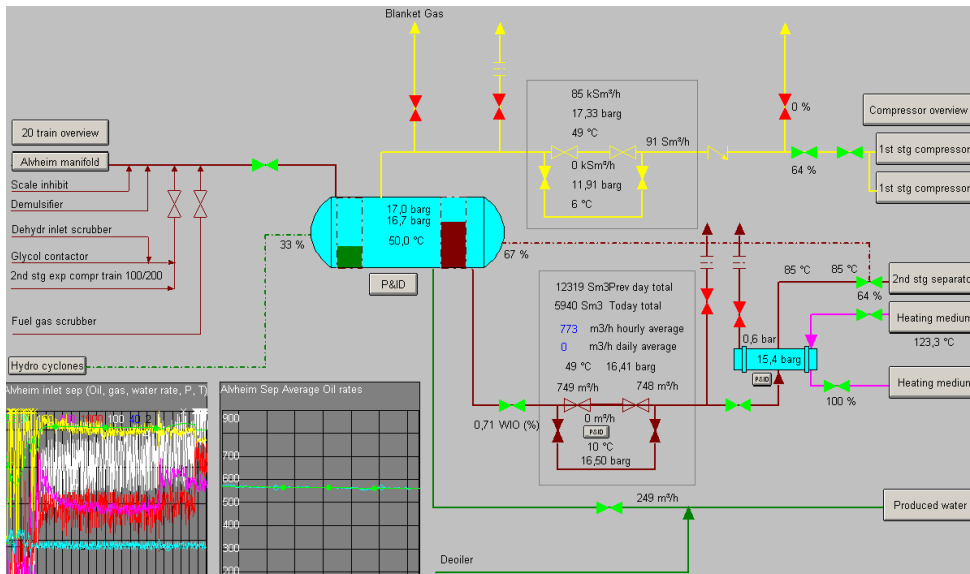 Blanket Gas
85 kSm³/h
17,33 barg
49 °C
0 %
Compressor overview
20 train overview
91 Sm³/h
1st stg compressor
Alvheim manifold
0 kSm³/h
11,91 barg
6 °C
64 %
1st stg compressor
Scale inhibit
Demulsifier
17,0 barg
16,7 barg
50,0 °C
Dehydr inlet scrubber
33 %
67 %
Glycol contactor
2nd stg exp compr train 100/200
P&ID
85 °C
85 °C
2nd stg separato
64 %
12319 Sm3Prev day total
5940 Sm3 Today total
773 m3/h hourly average
0 m3/h daily average
49 °C 16,41 barg
Fuel gas scrubber
Heating medium
123,3 °C
0,6 bar
15,4 barg
P&ID
Hydro cyclones
Heating medium
100 %
749 m³/h
748 m³/h
0,71 WIO (%)
0 m³/h
P&ID
10 °C
16,50 barg
Alvheim inlet sep (Oil, gas, water rate, P, T)
100 40 2
Alvheim Sep Average Oil rates
900
800
700
600
500
400
300
200
249 m³/h
Produced water
Deoiler